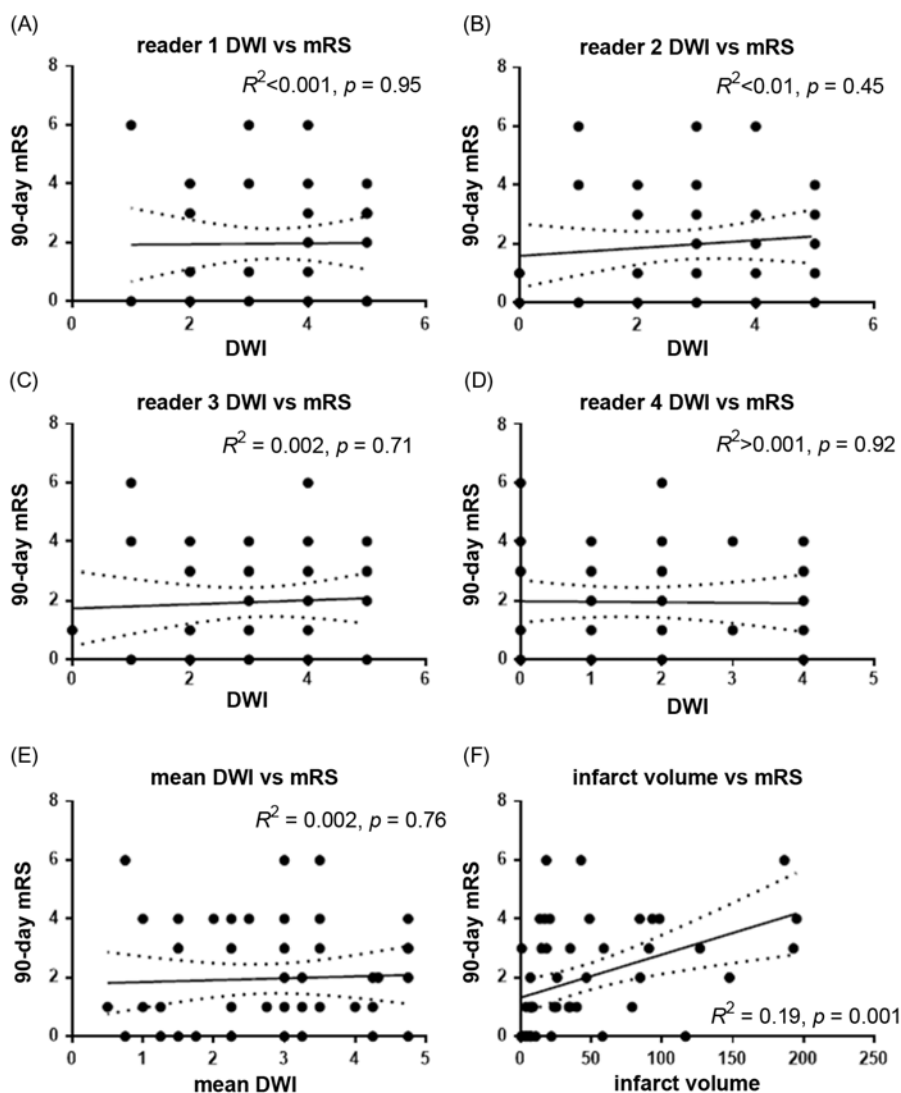 (A)
reader 1 DWI vs mRS
R²<0.001, p = 0.95
90-day mRS
8
6
4
2
0
0 2 4 6
DWI
(B)
reader 2 DWI vs mRS
R²<0.01, p = 0.45
90-day mRS
8
6
4
2
0
0 2 4 6
DWI
(C)
reader 3 DWI vs mRS
R² = 0.002, p = 0.71
90-day mRS
8
6
4
2
0
0 2 4 6
DWI
(D)
reader 4 DWI vs mRS
R²>0.001, p = 0.92
90-day mRS
8
6
4
2
0
0 1 2 3 4 5
DWI
(E)
mean DWI vs mRS
R² = 0.002, p = 0.76
90-day mRS
8
6
4
2
0
0 1 2 3 4 5
mean DWI
(F)
infarct volume vs mRS
90-day mRS
8
6
4
2
0
R² = 0.19, p = 0.001
0 50 100 150 200 250
infarct volume